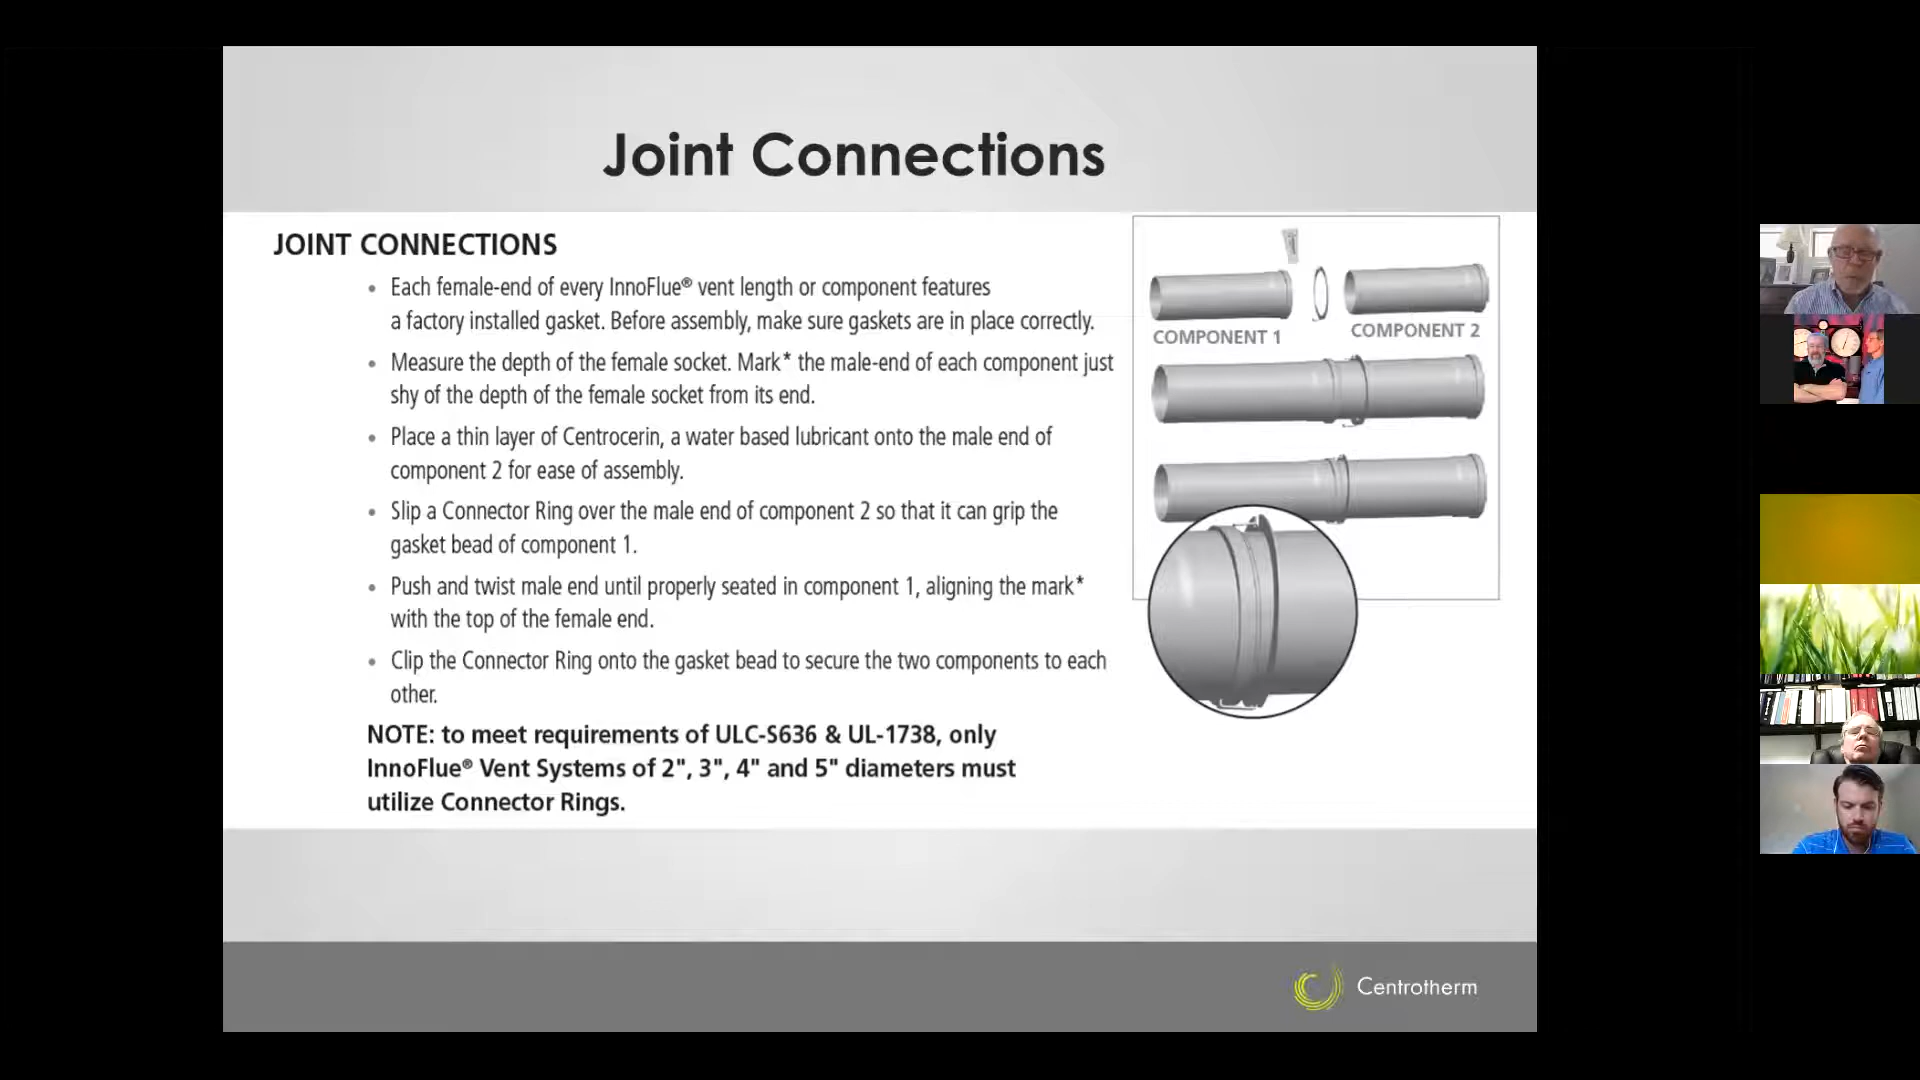 Joint Connections
JOINT CONNECTIONS
• Each female-end of every InnoFlue® vent length or component features
a factory installed gasket. Before assembly, make sure gaskets are in place correctly.
• Measure the depth of the female socket. Mark* the male-end of each component just
shy of the depth of the female socket from its end.
• Place a thin layer of Centrocerin, a water based lubricant onto the male end of
component 2 for ease of assembly.
• Slip a Connector Ring over the male end of component 2 so that it can grip the
gasket bead of component 1.
• Push and twist male end until properly seated in component 1, aligning the mark*
with the top of the female end.
• Clip the Connector Ring onto the gasket bead to secure the two components to each
other.
NOTE: to meet requirements of ULC-S636 & UL-1738, only
InnoFlue® Vent Systems of 2", 3", 4" and 5" diameters must
utilize Connector Rings.
COMPONENT 1
COMPONENT 2
Centrotherm